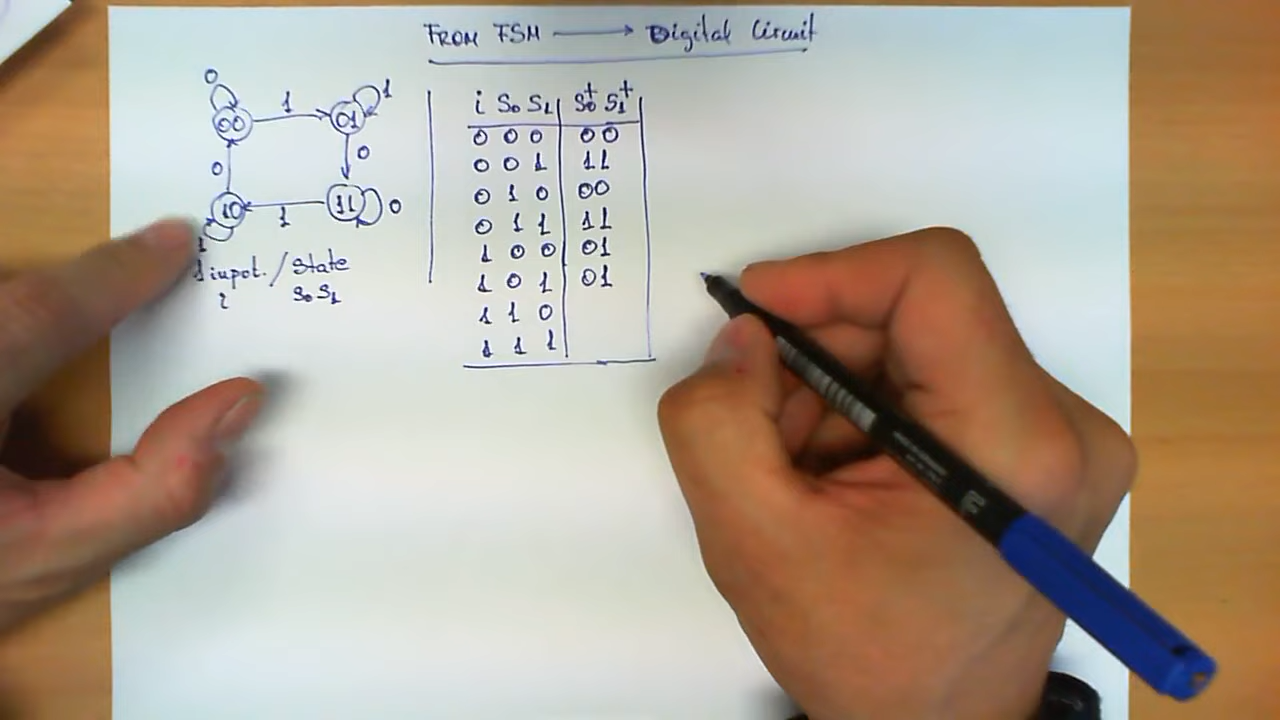 FROM FSM → Digital Circuit
0 1 1
00 01
0 0
10 1 11 0
1
1 input. / State
i S₀ S₁
i S₀ S₁ S₀⁺ S₁⁺
0 0 0 0 0
0 0 1 1 1
0 1 0 0 0
0 1 1 1 1
1 0 0 0 1
1 0 1 0 1
1 1 0
1 1 1